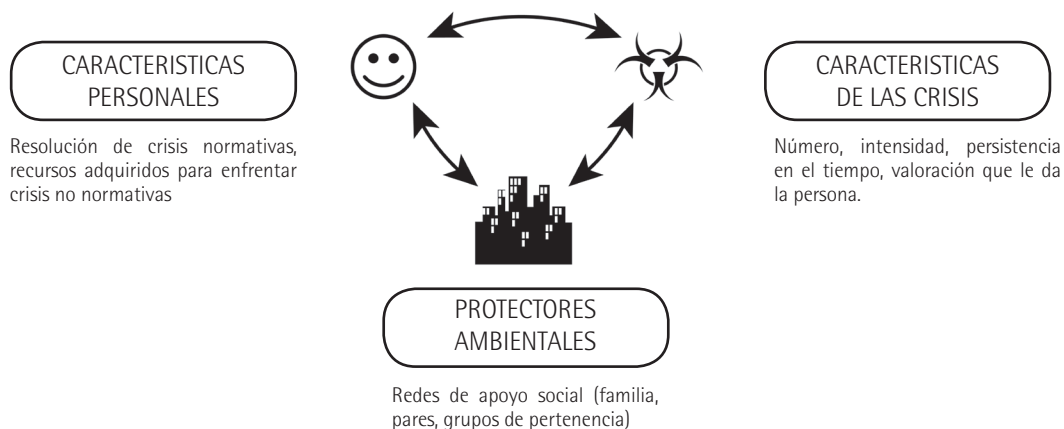 CARACTERISTICAS
PERSONALES
Resolución de crisis normativas,
recursos adquiridos para enfrentar
crisis no normativas
CARACTERISTICAS
DE LAS CRISIS
Número, intensidad, persistencia
en el tiempo, valoración que le da
la persona.
PROTECTORES
AMBIENTALES
Redes de apoyo social (familia,
pares, grupos de pertenencia)